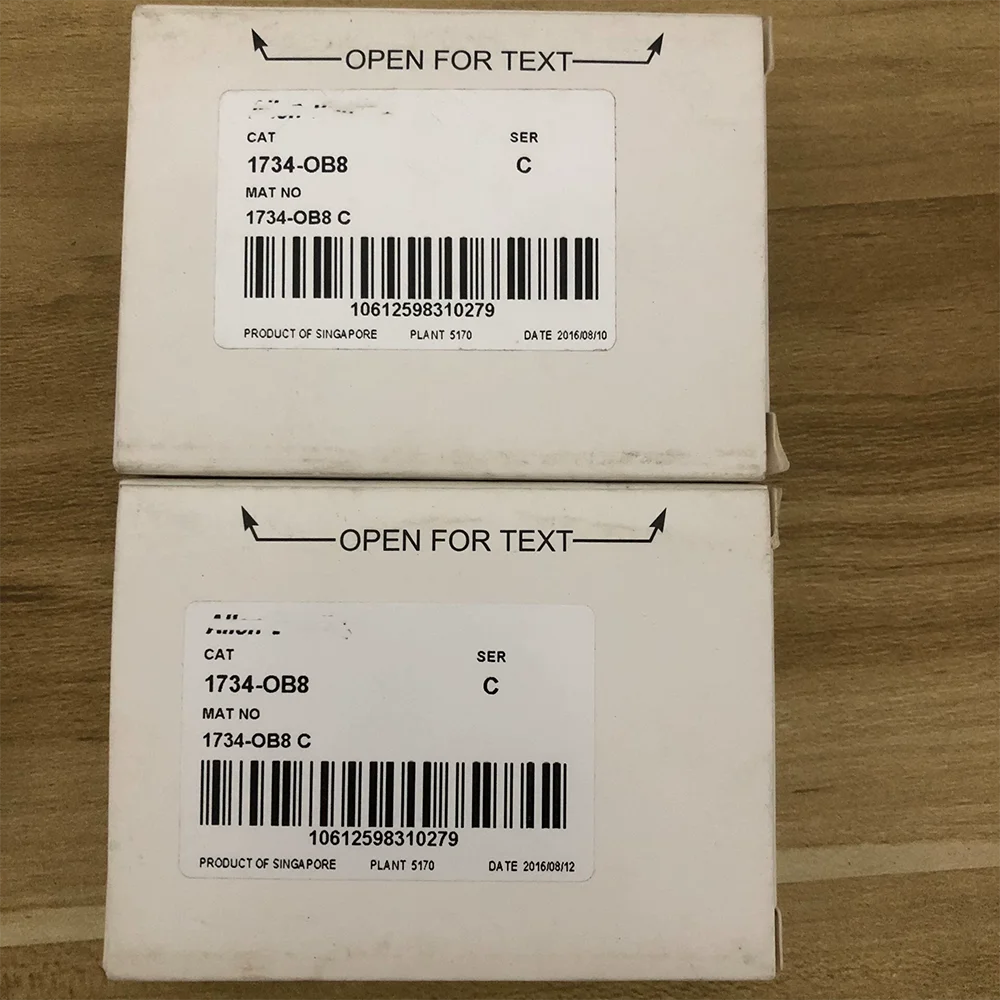 OPEN FOR TEXT
CAT SER
1734-OB8 C
MAT NO
1734-OB8 C
10612598310279
PRODUCT OF SINGAPORE PLANT 5170 DATE 2016/08/10
OPEN FOR TEXT
CAT SER
1734-OB8 C
MAT NO
1734-OB8 C
10612598310279
PRODUCT OF SINGAPORE PLANT 5170 DATE 2016/08/12